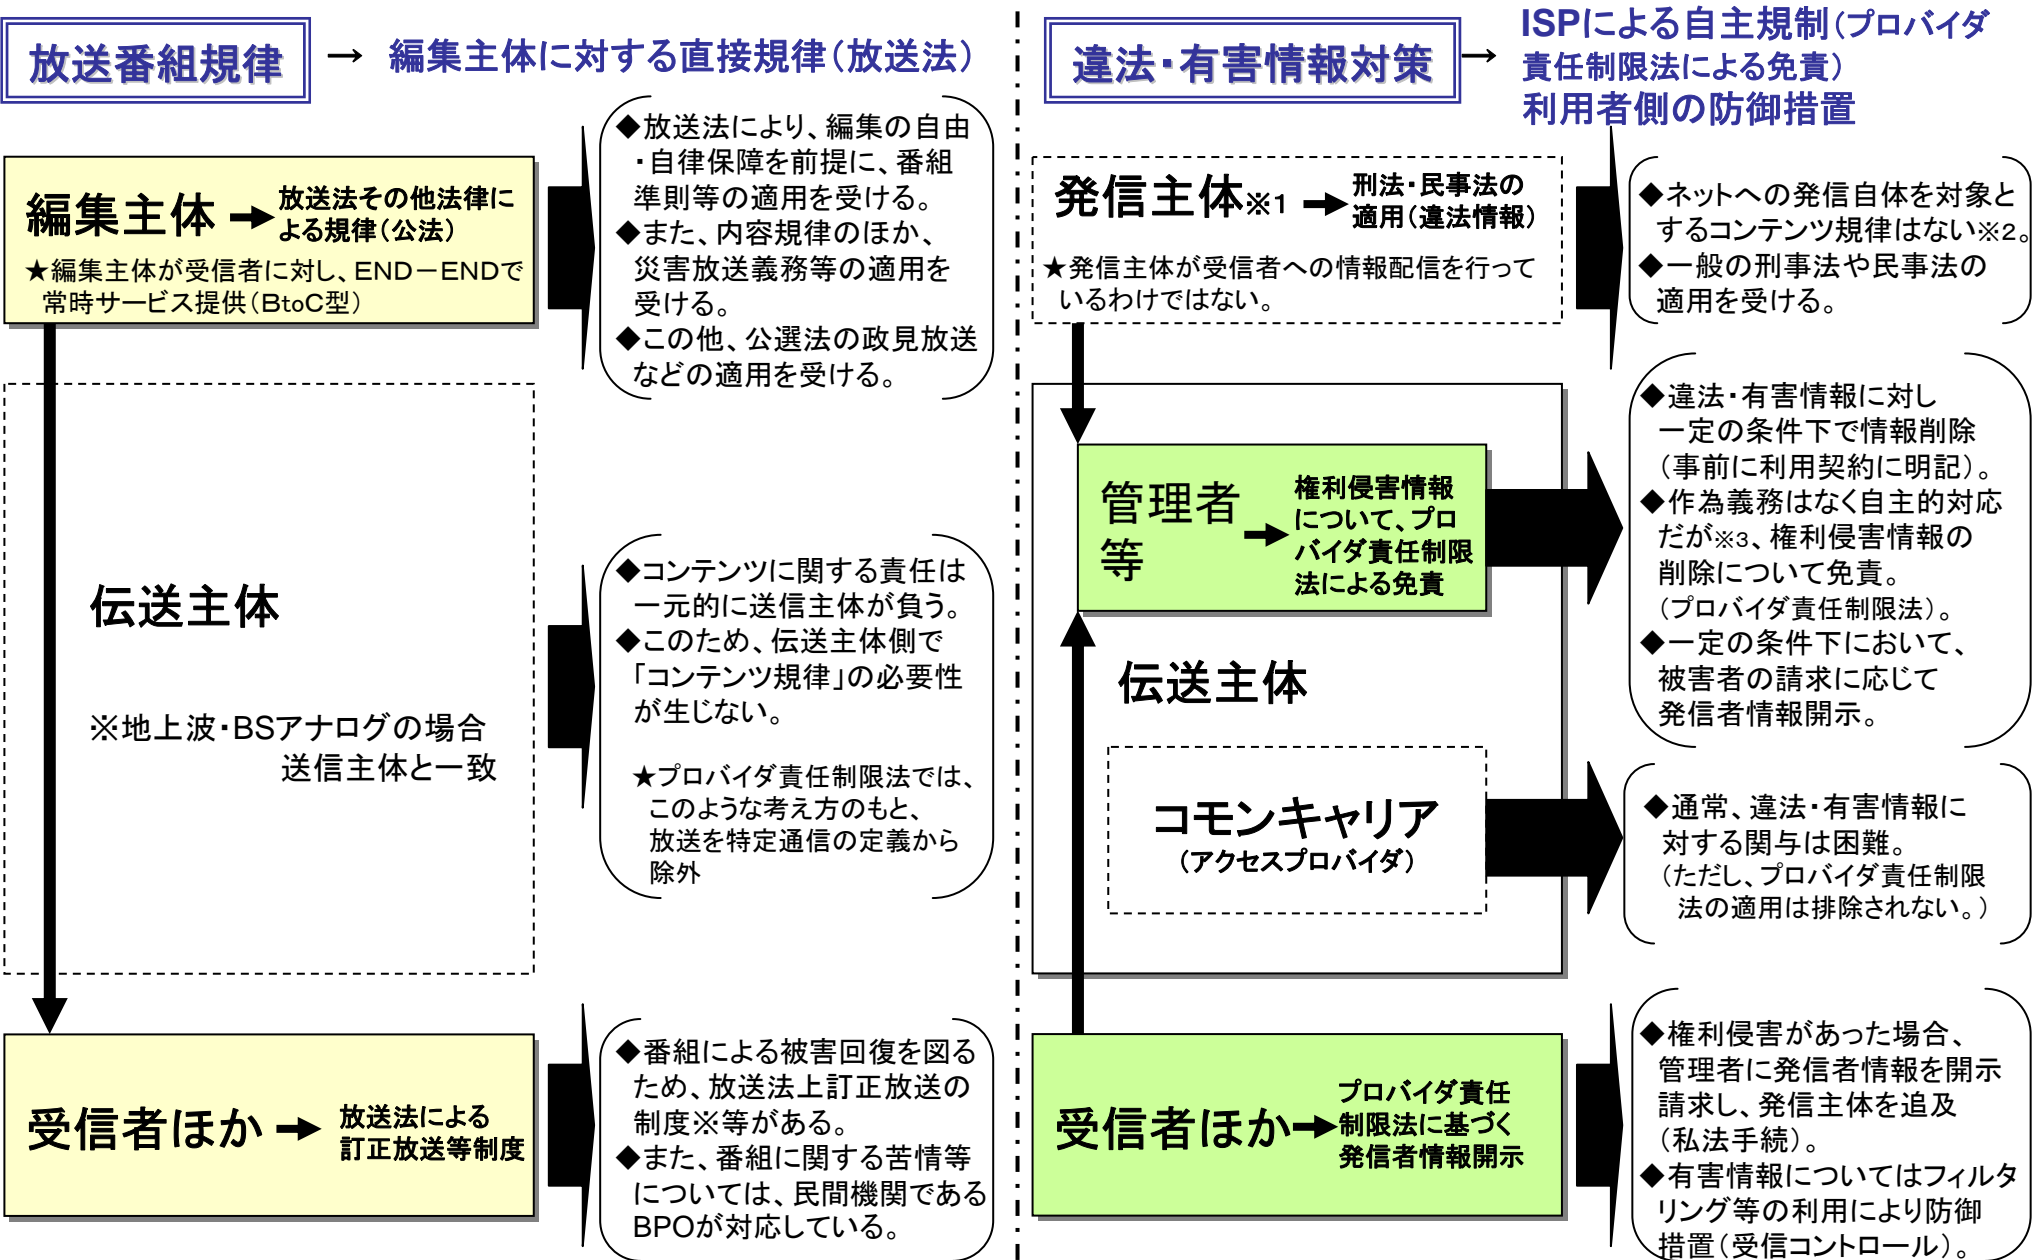 放送番組規律
→ 編集主体に対する直接規律（放送法）
編集主体
放送法その他法律に
よる規律（公法）
★編集主体が受信者に対し、END－ENDで
常時サービス提供（BtoC型）
◆放送法により、編集の自由
・自律保障を前提に、番組
準則等の適用を受ける。
◆また、内容規律のほか、
災害放送義務等の適用を
受ける。
◆この他、公選法の政見放送
などの適用を受ける。
伝送主体
※地上波・BSアナログの場合
送信主体と一致
◆コンテンツに関する責任は
一元的に送信主体が負う。
◆このため、伝送主体側で
「コンテンツ規律」の必要性
が生じない。
★プロバイダ責任制限法では、
このような考え方のもと、
放送を特定通信の定義から
除外
受信者ほか
放送法による
訂正放送等制度
◆番組による被害回復を図る
ため、放送法上訂正放送の
制度※等がある。
◆また、番組に関する苦情等
については、民間機関である
BPOが対応している。
違法・有害情報対策
→ ISPによる自主規制（プロバイダ
責任制限法による免責）
利用者側の防御措置
発信主体※1
刑法・民事法の
適用（違法情報）
★発信主体が受信者への情報配信を行って
いるわけではない。
◆ネットへの発信自体を対象と
するコンテンツ規律はない※2。
◆一般の刑事法や民事法の
適用を受ける。
管理者
等
権利侵害情報
について、プロ
バイダ責任制限
法による免責
◆違法・有害情報に対し
一定の条件下で情報削除
（事前に利用契約に明記）。
◆作為義務はなく自主的対応
だが※3、権利侵害情報の
削除について免責。
（プロバイダ責任制限法）。
◆一定の条件下において、
被害者の請求に応じて
発信者情報開示。
伝送主体
コモンキャリア
（アクセスプロバイダ）
◆通常、違法・有害情報に
対する関与は困難。
（ただし、プロバイダ責任制限
法の適用は排除されない。）
受信者ほか
プロバイダ責任
制限法に基づく
発信者情報開示
◆権利侵害があった場合、
管理者に発信者情報を開示
請求し、発信主体を追及
（私法手続）。
◆有害情報についてはフィルタ
リング等の利用により防御
措置（受信コントロール）。